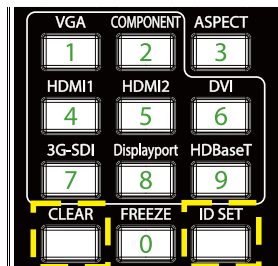 VGA COMPONENT ASPECT
1 2 3
HDMI1 HDMI2 DVI
4 5 6
3G-SDI Displayport HDBaseT
7 8 9
CLEAR FREEZE ID SET
0